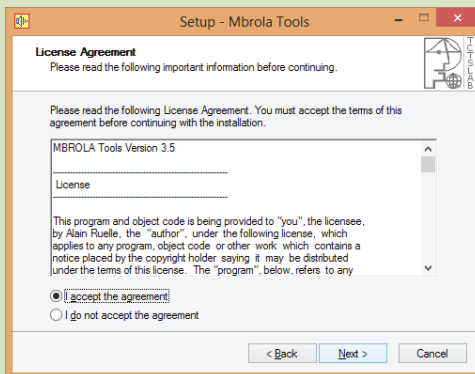 Setup - Mbrola Tools
License Agreement
Please read the following important information before continuing.
TCTS LAB
Please read the following License Agreement. You must accept the terms of this
agreement before continuing with the installation.
MBROLA Tools Version 3.5
-----------------------------------------------------------
License
-----------------------------------------------------------
This program and object code is being provided to "you", the licensee,
by Alain Ruelle, the "author", under the following license, which
applies to any program, object code or other work which contains a
notice placed by the copyright holder saying it may be distributed
under the terms of this license. The "program", below, refers to any
I accept the agreement
I do not accept the agreement
< Back
Next >
Cancel